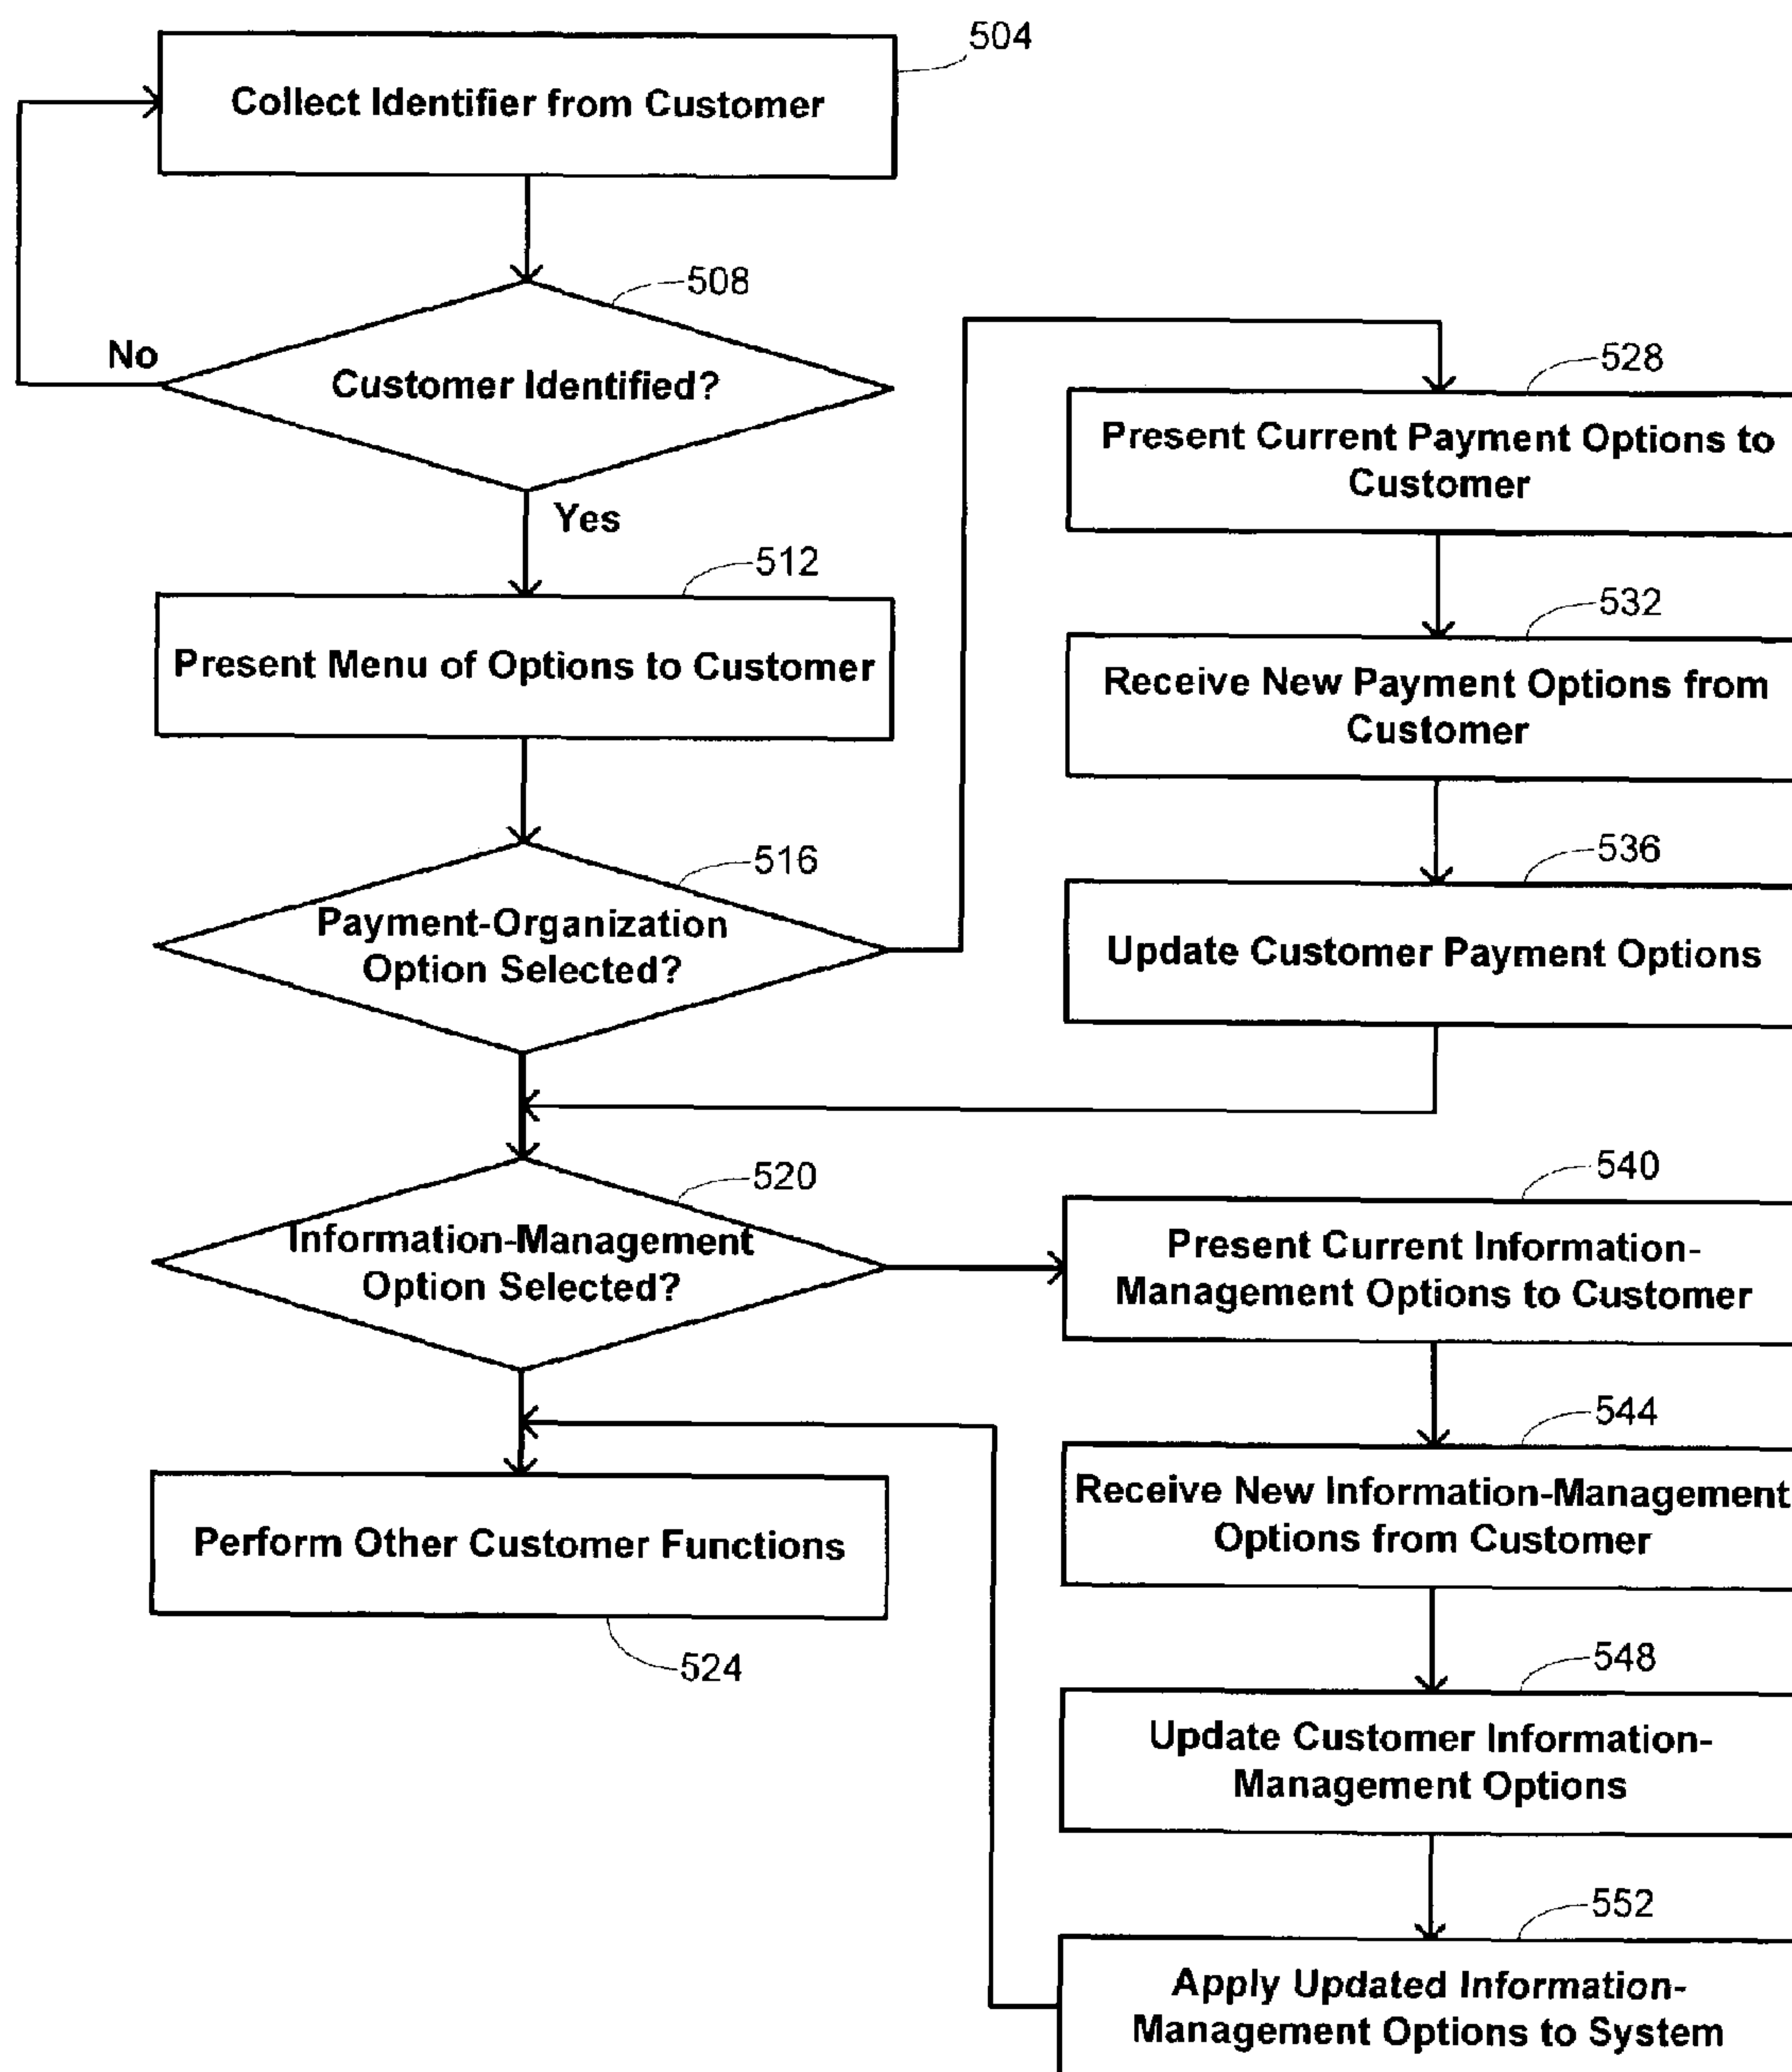 504
Collect Identifier from Customer
508
No
Customer Identified?
Yes
512
Present Menu of Options to Customer
516
Payment-Organization
Option Selected?
520
Information-Management
Option Selected?
Perform Other Customer Functions
524
528
Present Current Payment Options to
Customer
532
Receive New Payment Options from
Customer
536
Update Customer Payment Options
540
Present Current Information-
Management Options to Customer
544
Receive New Information-Management
Options from Customer
548
Update Customer Information-
Management Options
552
Apply Updated Information-
Management Options to System